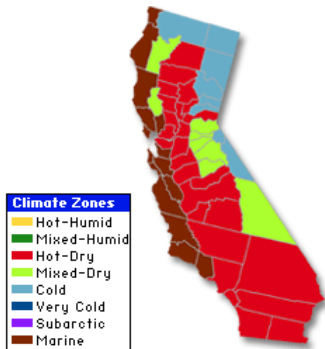 Climate Zones
Hot-Humid
Mixed-Humid
Hot-Dry
Mixed-Dry
Cold
Very Cold
Subarctic
Marine